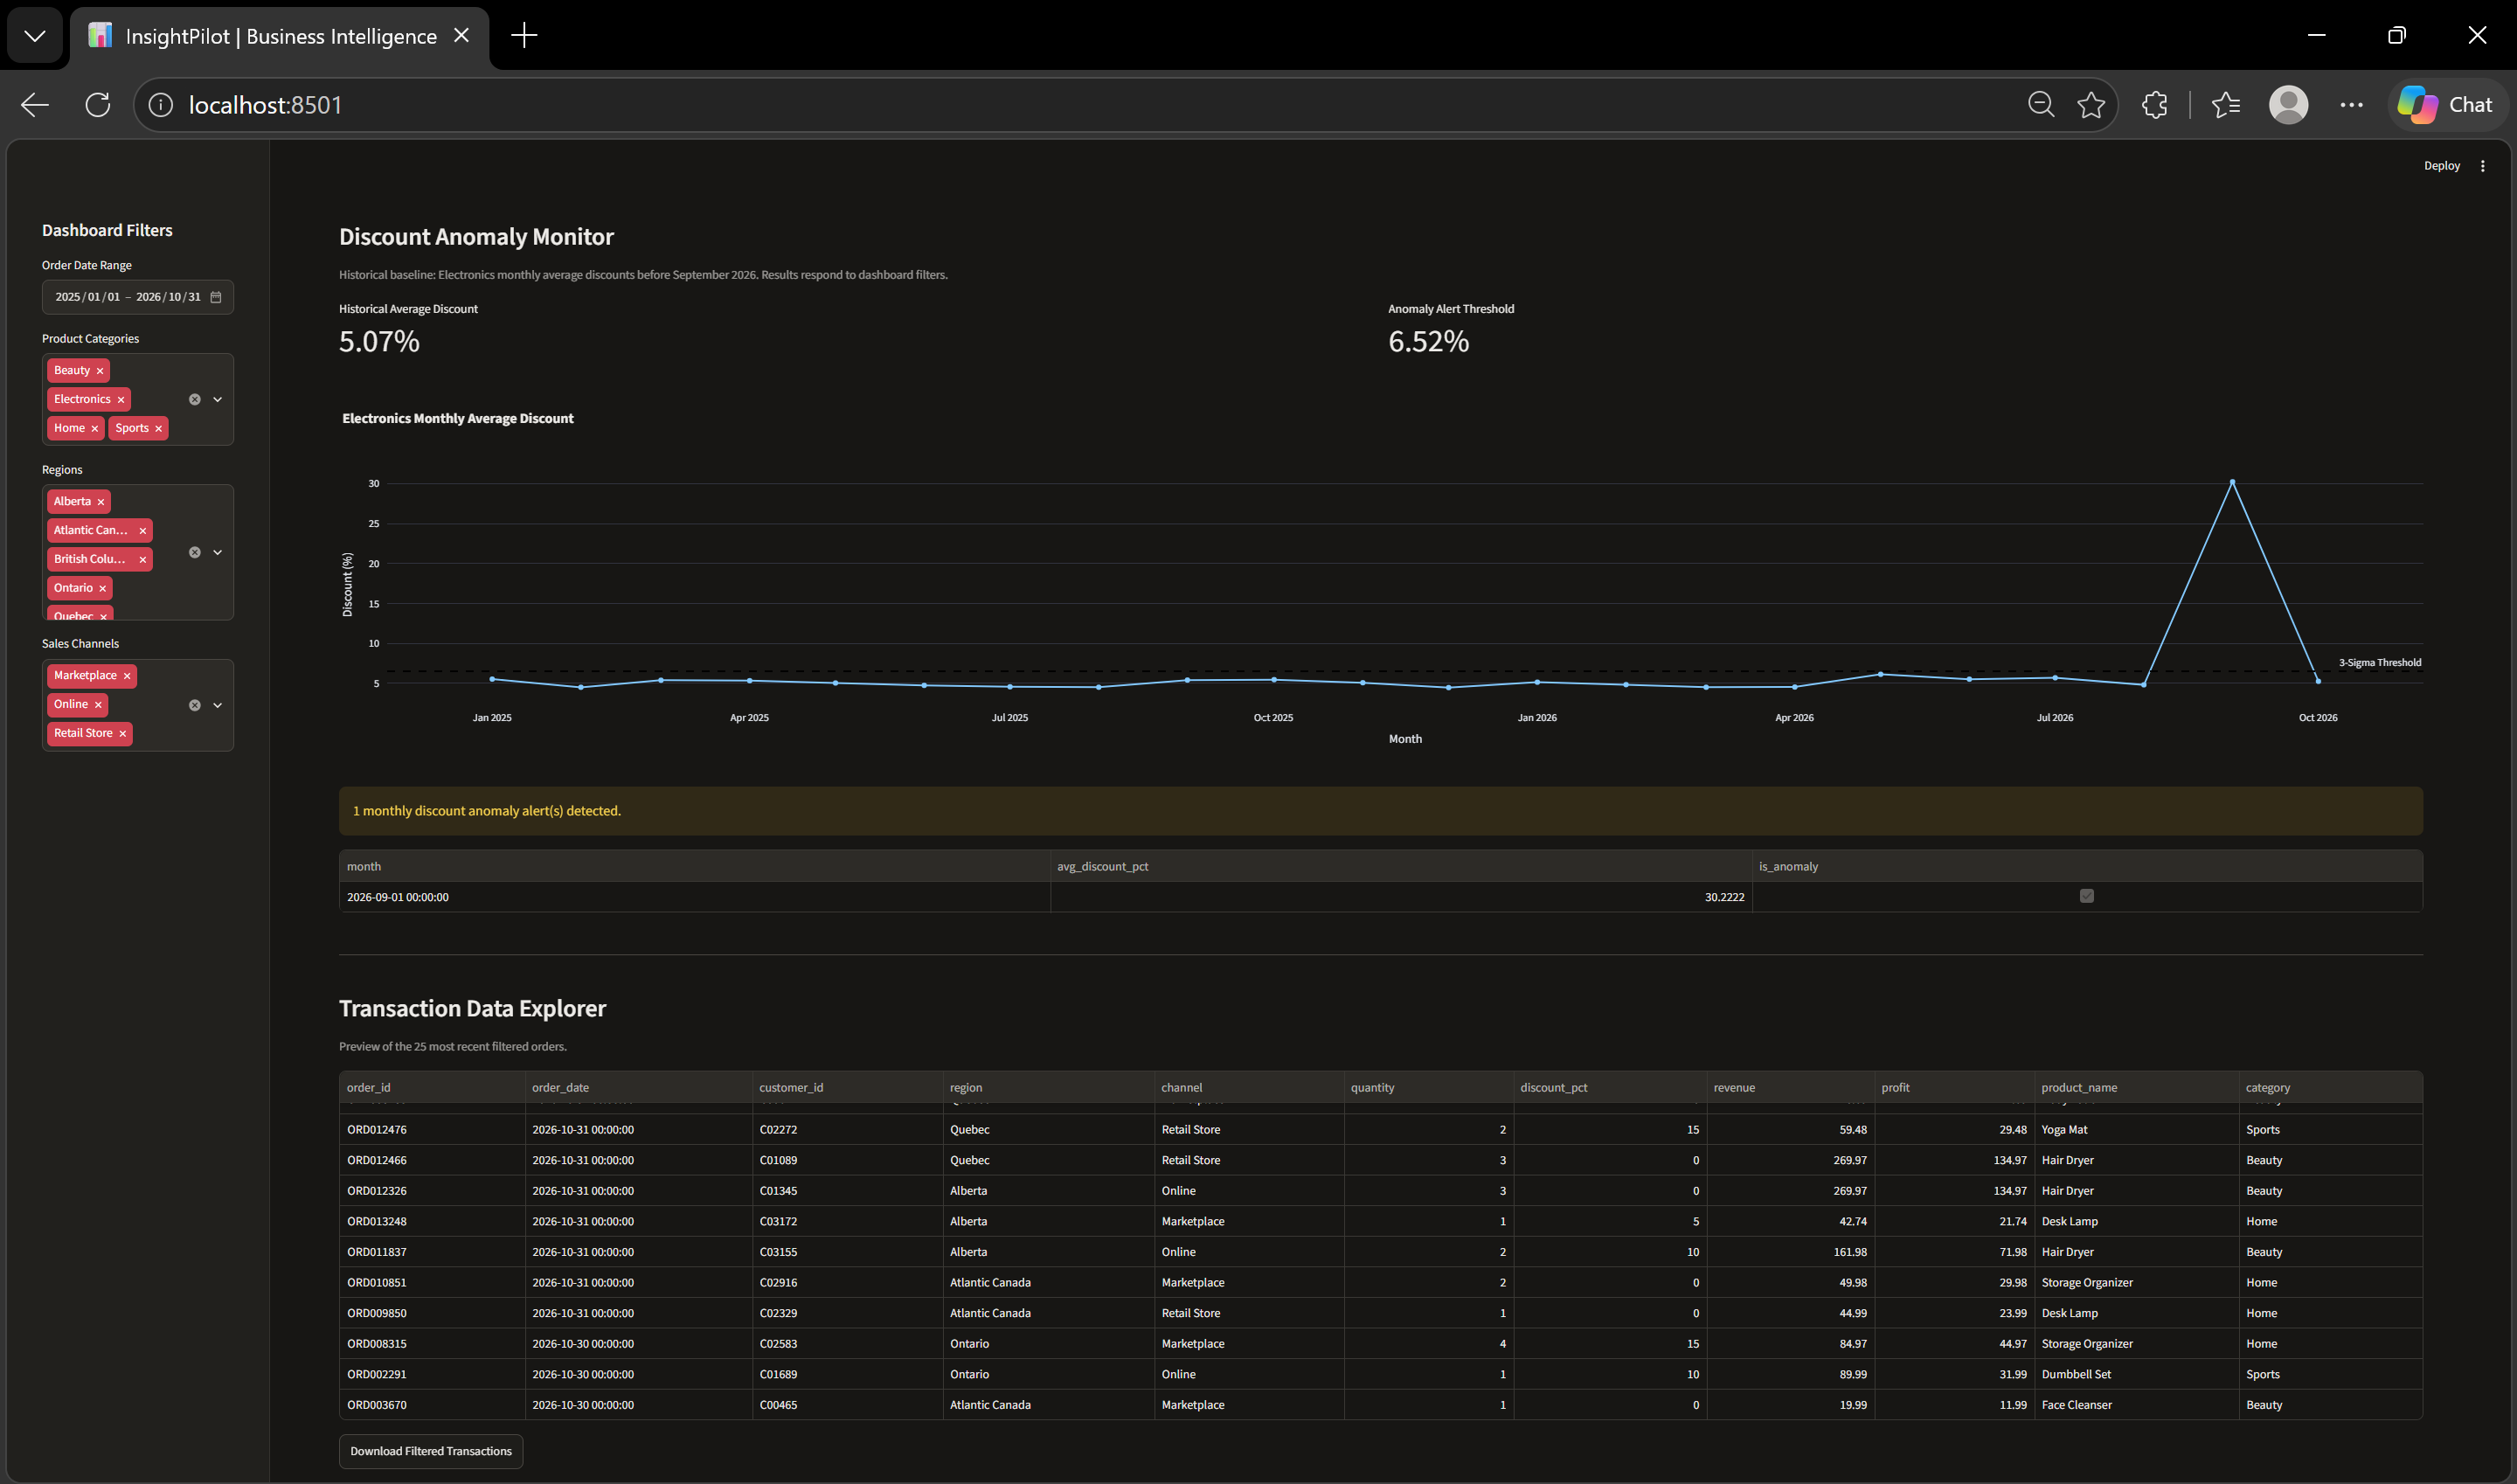 InsightPilot | Business Intelligence
localhost:8501
Chat
Deploy
Dashboard Filters
Order Date Range
2025/01/01 – 2026/10/31
Product Categories
Beauty
Electronics
Home Sports
Regions
Alberta
Atlantic Can...
British Colu...
Ontario
Quebec
Sales Channels
Marketplace
Online
Retail Store
Discount Anomaly Monitor
Historical baseline: Electronics monthly average discounts before September 2026. Results respond to dashboard filters.
Historical Average Discount Anomaly Alert Threshold
5.07% 6.52%
Electronics Monthly Average Discount
30
25
20
15
10
5
Discount (%)
3-Sigma Threshold
Jan 2025 Apr 2025 Jul 2025 Oct 2025 Jan 2026 Apr 2026 Jul 2026 Oct 2026
Month
1 monthly discount anomaly alert(s) detected.
month avg_discount_pct is_anomaly
2026-09-01 00:00:00 30.2222
Transaction Data Explorer
Preview of the 25 most recent filtered orders.
order_id order_date customer_id region channel quantity discount_pct revenue profit product_name category
ORD012476 2026-10-31 00:00:00 C02272 Quebec Retail Store 2 15 59.48 29.48 Yoga Mat Sports
ORD012466 2026-10-31 00:00:00 C01089 Quebec Retail Store 3 0 269.97 134.97 Hair Dryer Beauty
ORD012326 2026-10-31 00:00:00 C01345 Alberta Online 3 0 269.97 134.97 Hair Dryer Beauty
ORD013248 2026-10-31 00:00:00 C03172 Alberta Marketplace 1 5 42.74 21.74 Desk Lamp Home
ORD011837 2026-10-31 00:00:00 C03155 Alberta Online 2 10 161.98 71.98 Hair Dryer Beauty
ORD010851 2026-10-31 00:00:00 C02916 Atlantic Canada Marketplace 2 0 49.98 29.98 Storage Organizer Home
ORD009850 2026-10-31 00:00:00 C02329 Atlantic Canada Retail Store 1 0 44.99 23.99 Desk Lamp Home
ORD008315 2026-10-30 00:00:00 C02583 Ontario Marketplace 4 15 84.97 44.97 Storage Organizer Home
ORD002291 2026-10-30 00:00:00 C01689 Ontario Online 1 10 89.99 31.99 Dumbbell Set Sports
ORD003670 2026-10-30 00:00:00 C00465 Atlantic Canada Marketplace 1 0 19.99 11.99 Face Cleanser Beauty
Download Filtered Transactions